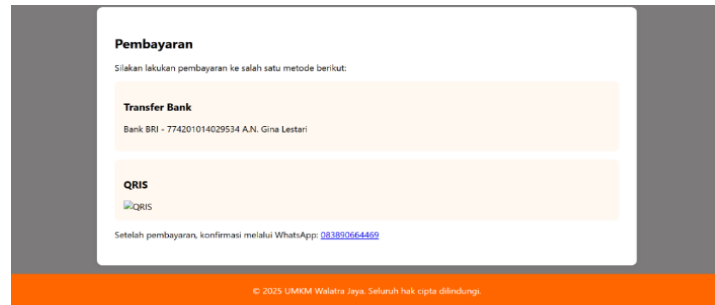 Pembayaran
Silakan lakukan pembayaran ke salah satu metode berikut:
Transfer Bank
Bank BRI - 774201014029534 A.N. Gina Lestari
QRIS
QRIS
Setelah pembayaran, konfirmasi melalui WhatsApp: 083890664469
© 2025 UMKM Walatra Jaya. Seluruh hak cipta dilindungi.